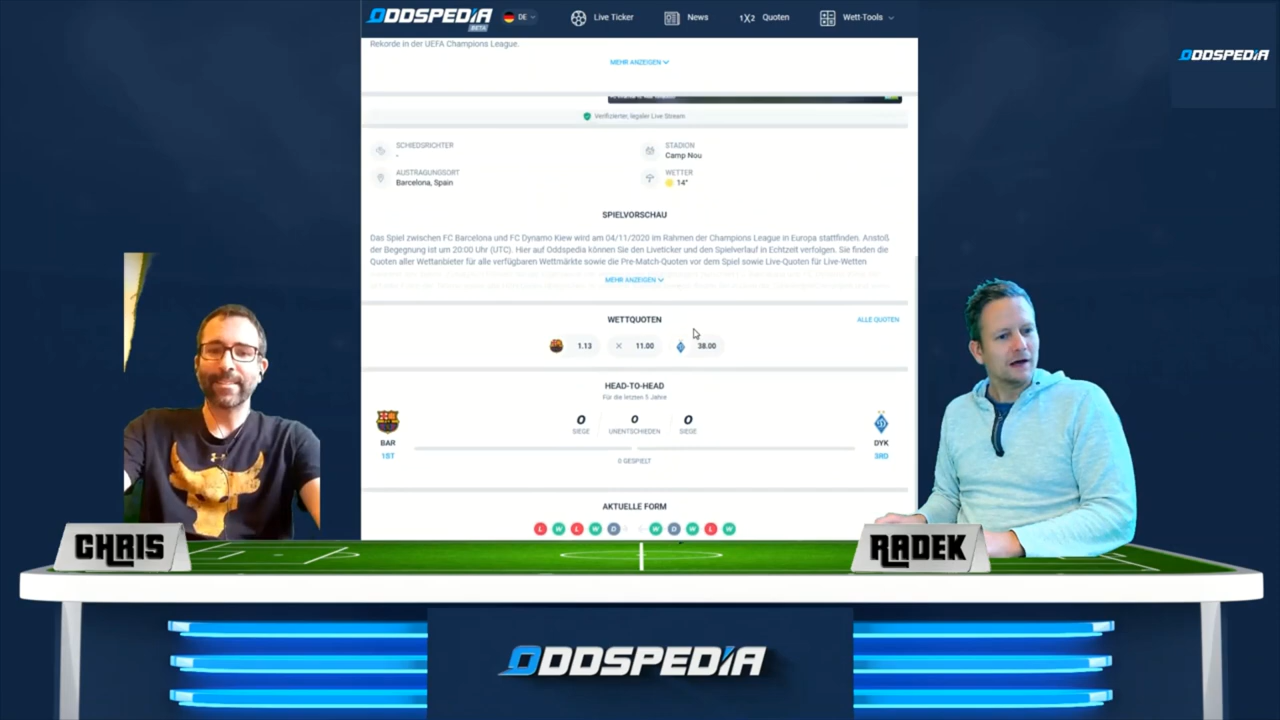 ODDSPEDIA
BETA
DE
Live Ticker
News
1X2 Quoten
Wett-Tools
ODDSPEDIA
Rekorde in der UEFA Champions League.
MEHR ANZEIGEN
Verifizierter, legaler Live Stream
SCHIEDSRICHTER
-
STADION
Camp Nou
AUSTRAGUNGSORT
Barcelona, Spain
WETTER
14°
SPIELVORSCHAU
Das Spiel zwischen FC Barcelona und FC Dynamo Kiew wird am 04/11/2020 im Rahmen der Champions League in Europa stattfinden. Anstoß
der Begegnung ist um 20:00 Uhr (UTC). Hier auf Oddspedia können Sie den Liveticker und den Spielverlauf in Echtzeit verfolgen. Sie finden die
Quoten aller Wettanbieter für alle verfügbaren Wettmärkte sowie die Pre-Match-Quoten vor dem Spiel sowie Live-Quoten für Live-Wetten
MEHR ANZEIGEN
WETTQUOTEN
ALLE QUOTEN
1.13
X 11.00
38.00
HEAD-TO-HEAD
Für die letzten 5 Jahre
0 0 0
SIEGE UNENTSCHIEDEN SIEGE
BAR
1ST
DYK
3RD
0 GESPIELT
AKTUELLE FORM
L W L W D W D W L W
CHRIS
RADEK
ODDSPEDIA